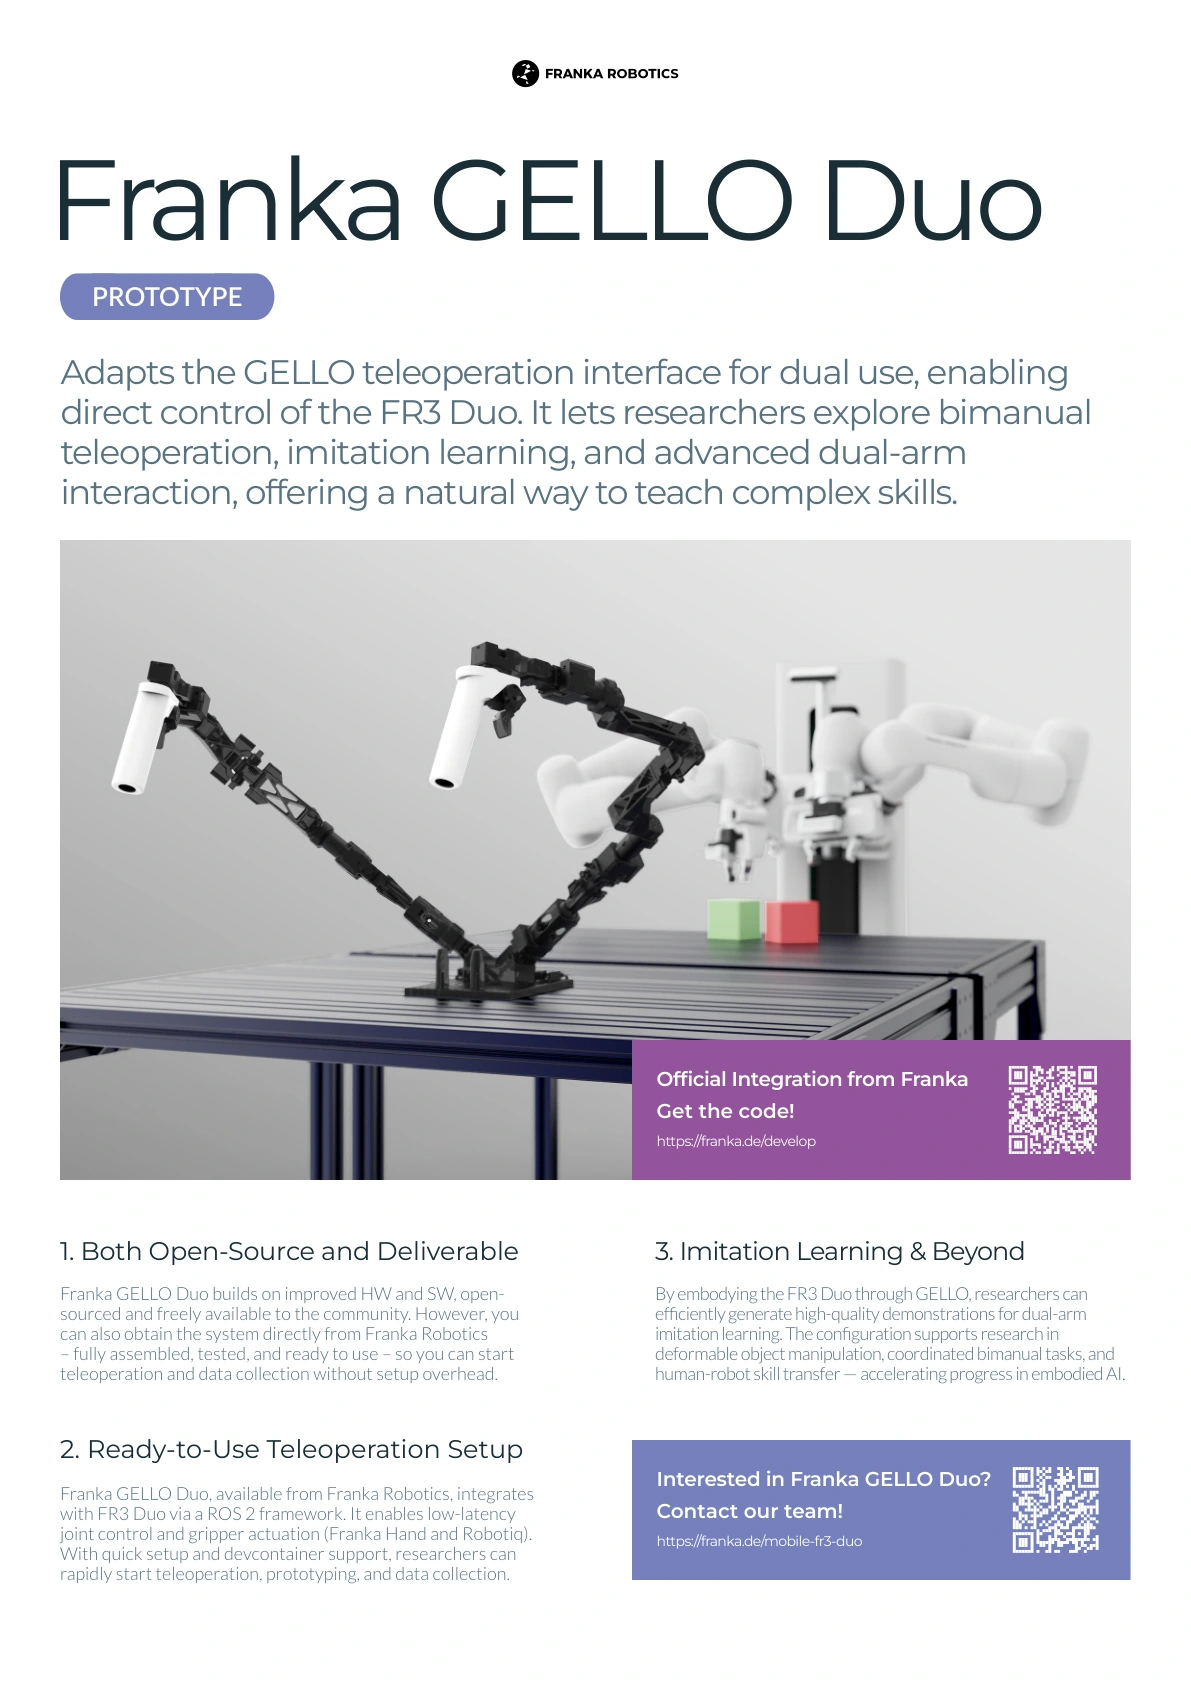 FRANKA ROBOTICS
Franka GELLO Duo
PROTOTYPE
Adapts the GELLO teleoperation interface for dual use, enabling
direct control of the FR3 Duo. It lets researchers explore bimanual
teleoperation, imitation learning, and advanced dual-arm
interaction, offering a natural way to teach complex skills.
Official Integration from Franka
Get the code!
https://franka.de/develop
1. Both Open-Source and Deliverable
Franka GELLO Duo builds on improved HW and SW, open-
sourced and freely available to the community. However, you
can also obtain the system directly from Franka Robotics
– fully assembled, tested, and ready to use – so you can start
teleoperation and data collection without setup overhead.
2. Ready-to-Use Teleoperation Setup
Franka GELLO Duo, available from Franka Robotics, integrates
with FR3 Duo via a ROS 2 framework. It enables low-latency
joint control and gripper actuation (Franka Hand and Robotiq).
With quick setup and devcontainer support, researchers can
rapidly start teleoperation, prototyping, and data collection.
3. Imitation Learning & Beyond
By embodying the FR3 Duo through GELLO, researchers can
efficiently generate high-quality demonstrations for dual-arm
imitation learning. The configuration supports research in
deformable object manipulation, coordinated bimanual tasks, and
human-robot skill transfer — accelerating progress in embodied AI.
Interested in Franka GELLO Duo?
Contact our team!
https://franka.de/mobile-fr3-duo